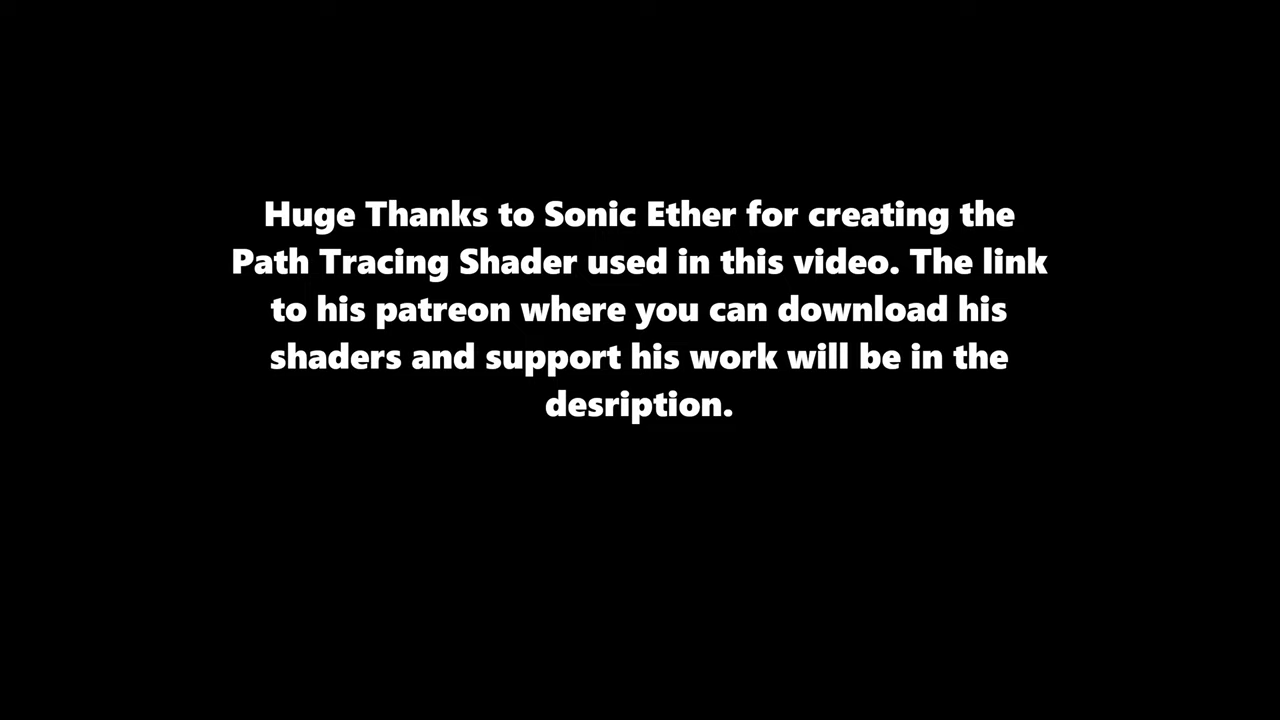 Huge Thanks to Sonic Ether for creating the
Path Tracing Shader used in this video. The link
to his patreon where you can download his
shaders and support his work will be in the
desription.